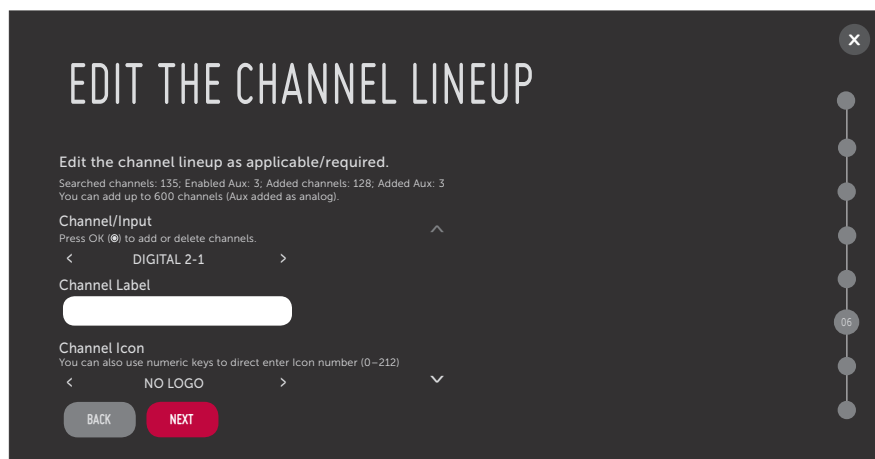 X
EDIT THE CHANNEL LINEUP
Edit the channel lineup as applicable/required.
Searched channels: 135; Enabled Aux: 3; Added channels: 128; Added Aux: 3
You can add up to 600 channels (Aux added as analog).
Channel/Input
Press OK (◉) to add or delete channels.
< DIGITAL 2-1 >
Channel Label
Channel Icon
You can also use numeric keys to direct enter Icon number (0–212)
< NO LOGO >
BACK NEXT
06